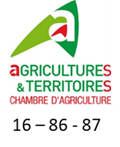 aGRICULTURES
& TERRITOIRES
CHAMBRE D'AGRICULTURE
16 – 86 - 87